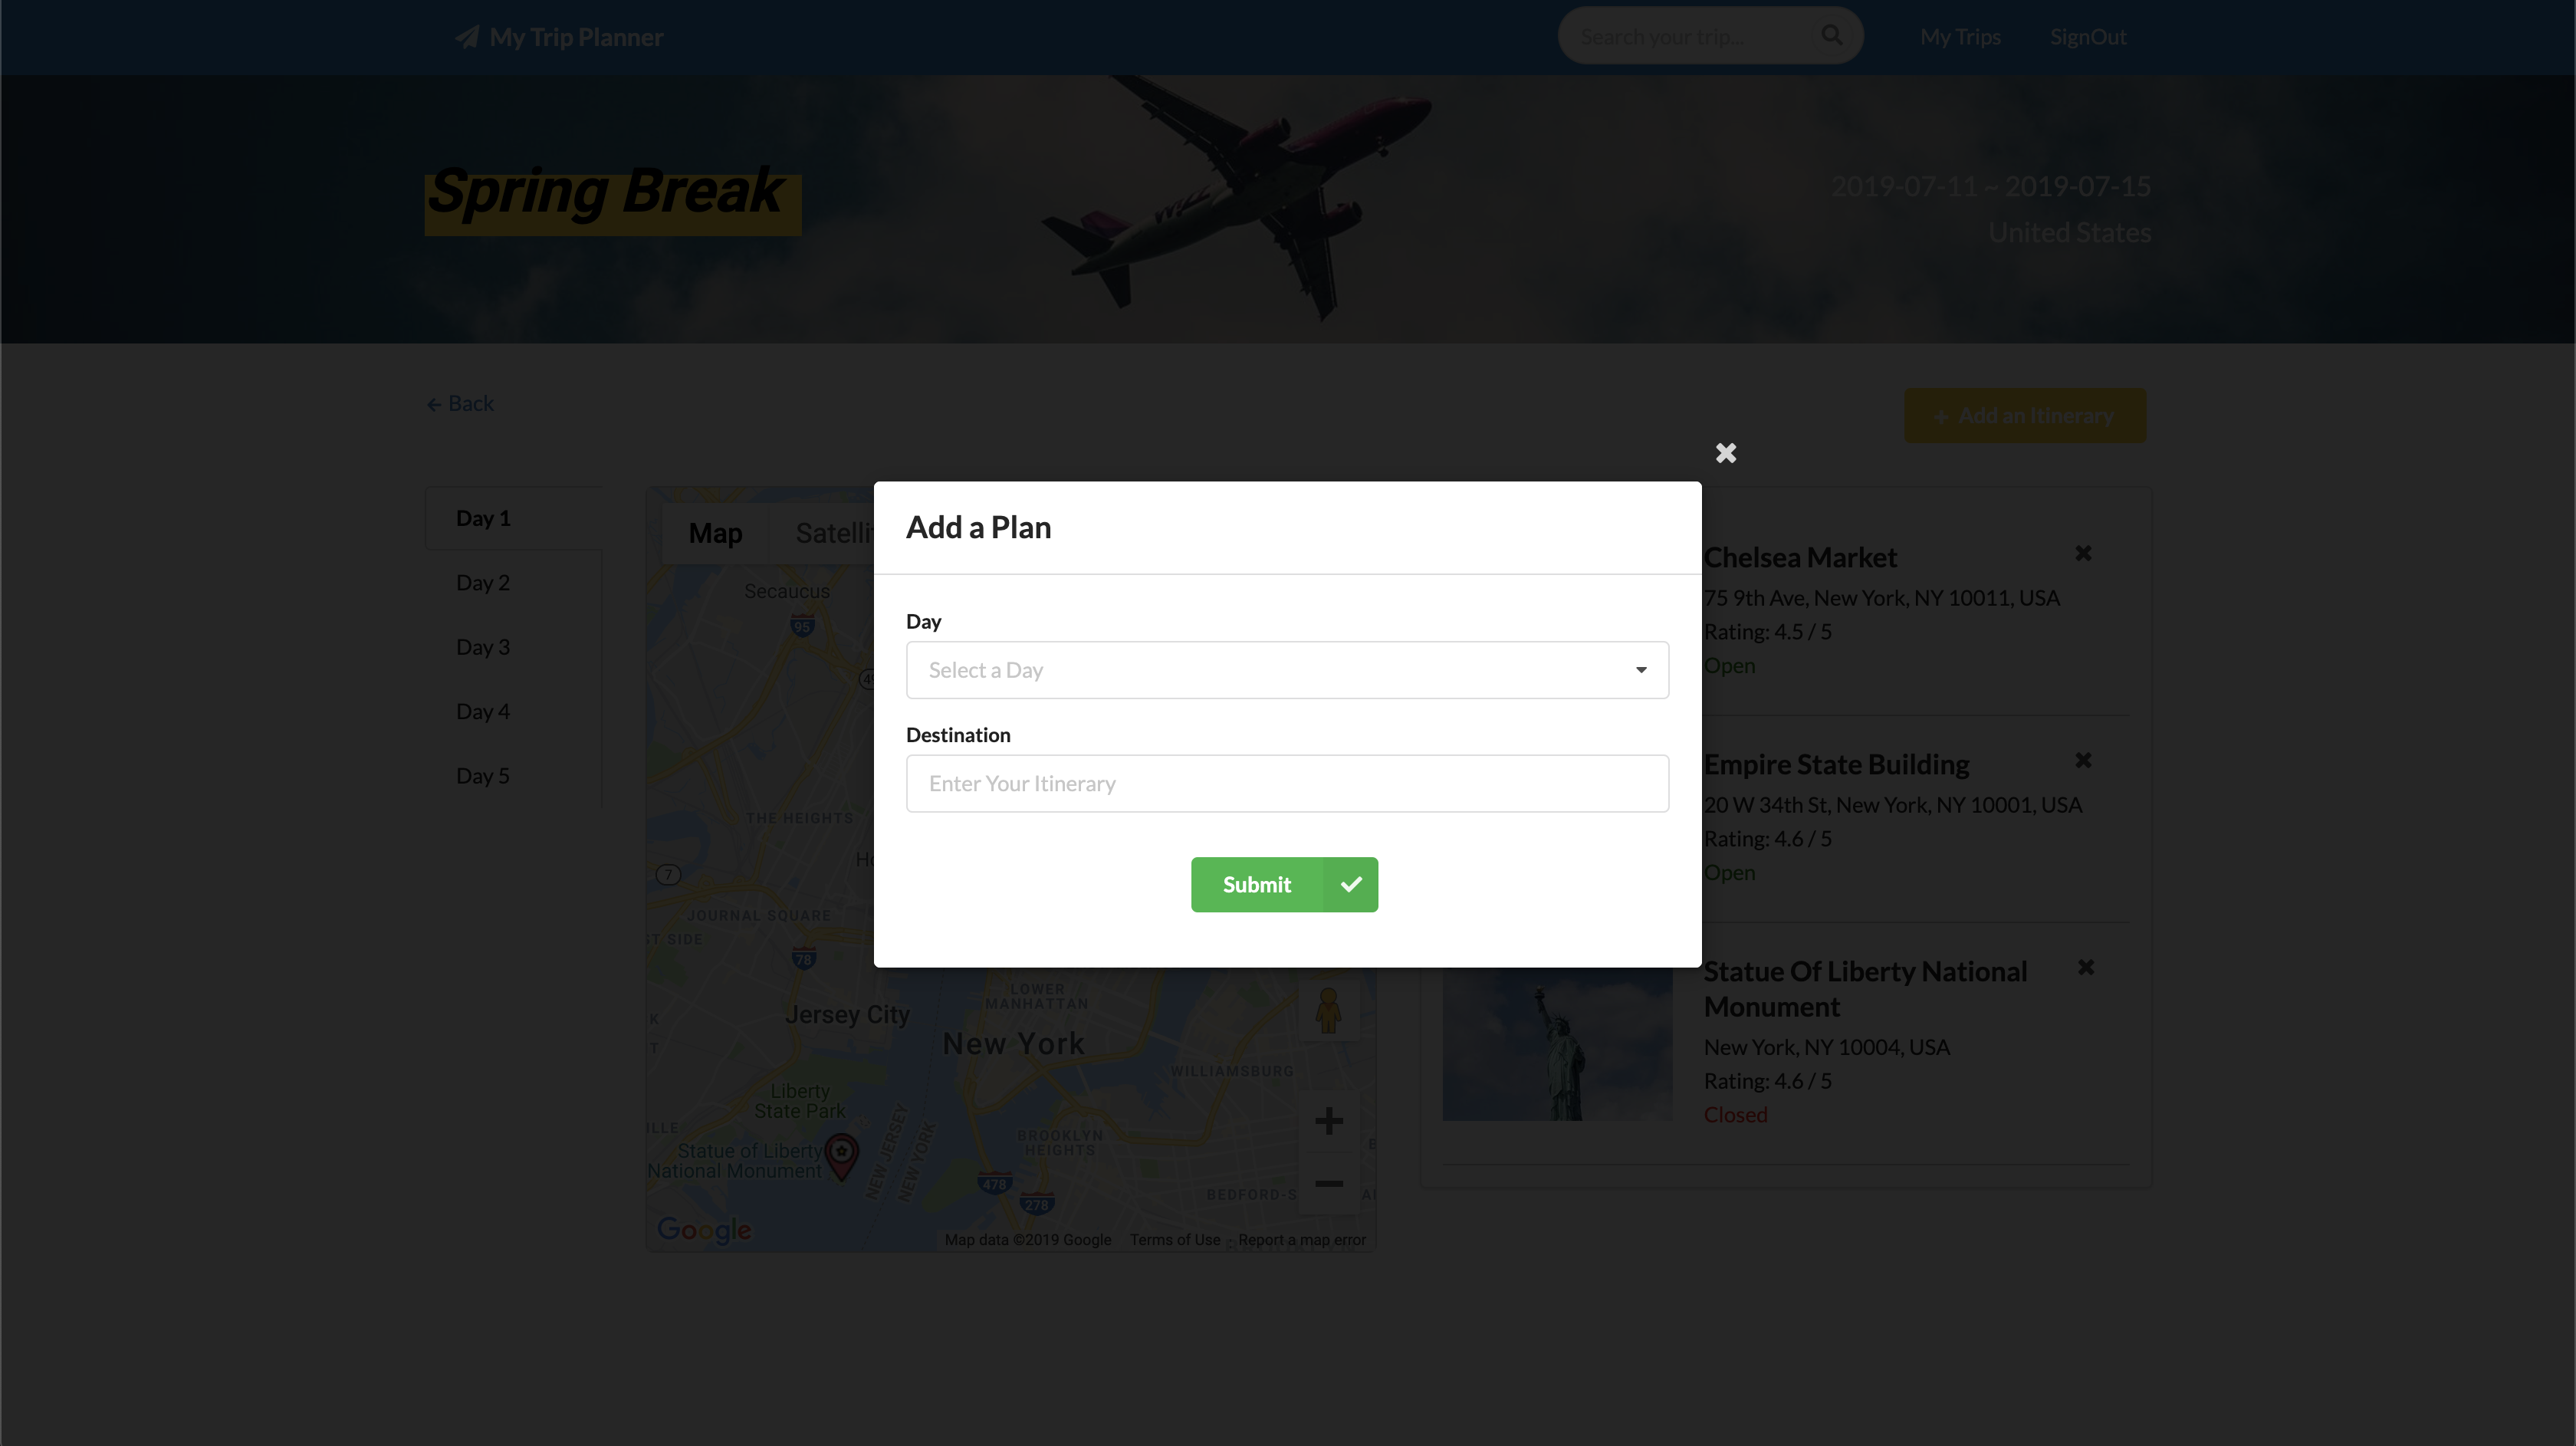 My Trip Planner
Search your trip...
My Trips
SignOut
Spring Break
2019-07-11 ~ 2019-07-15
United States
Back
Add an Itinerary
Day 1
Day 2
Day 3
Day 4
Day 5
Map
Satelli
Secaucus
95
THE HEIGHTS
7
JOURNAL SQUARE
ST SIDE
78
LOWER
MANHATTAN
Jersey City
New York
K
T
WILLIAMSBURG
Liberty
State Park
ILLE
Statue of Liberty
National Monument
NEW JERSEY
NEW YORK
BROOKLYN
HEIGHTS
478
278
BEDFORD-S
Google
Map data ©2019 Google
Terms of Use
Report a map error
Add a Plan
Day
Select a Day
Destination
Enter Your Itinerary
Submit
Chelsea Market
75 9th Ave, New York, NY 10011, USA
Rating: 4.5 / 5
Open
Empire State Building
20 W 34th St, New York, NY 10001, USA
Rating: 4.6 / 5
Open
Statue Of Liberty National
Monument
New York, NY 10004, USA
Rating: 4.6 / 5
Closed